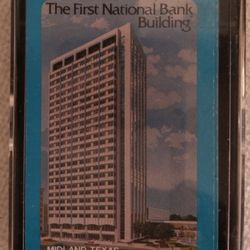 The First National Bank
Building
MIDLAND, TEXAS